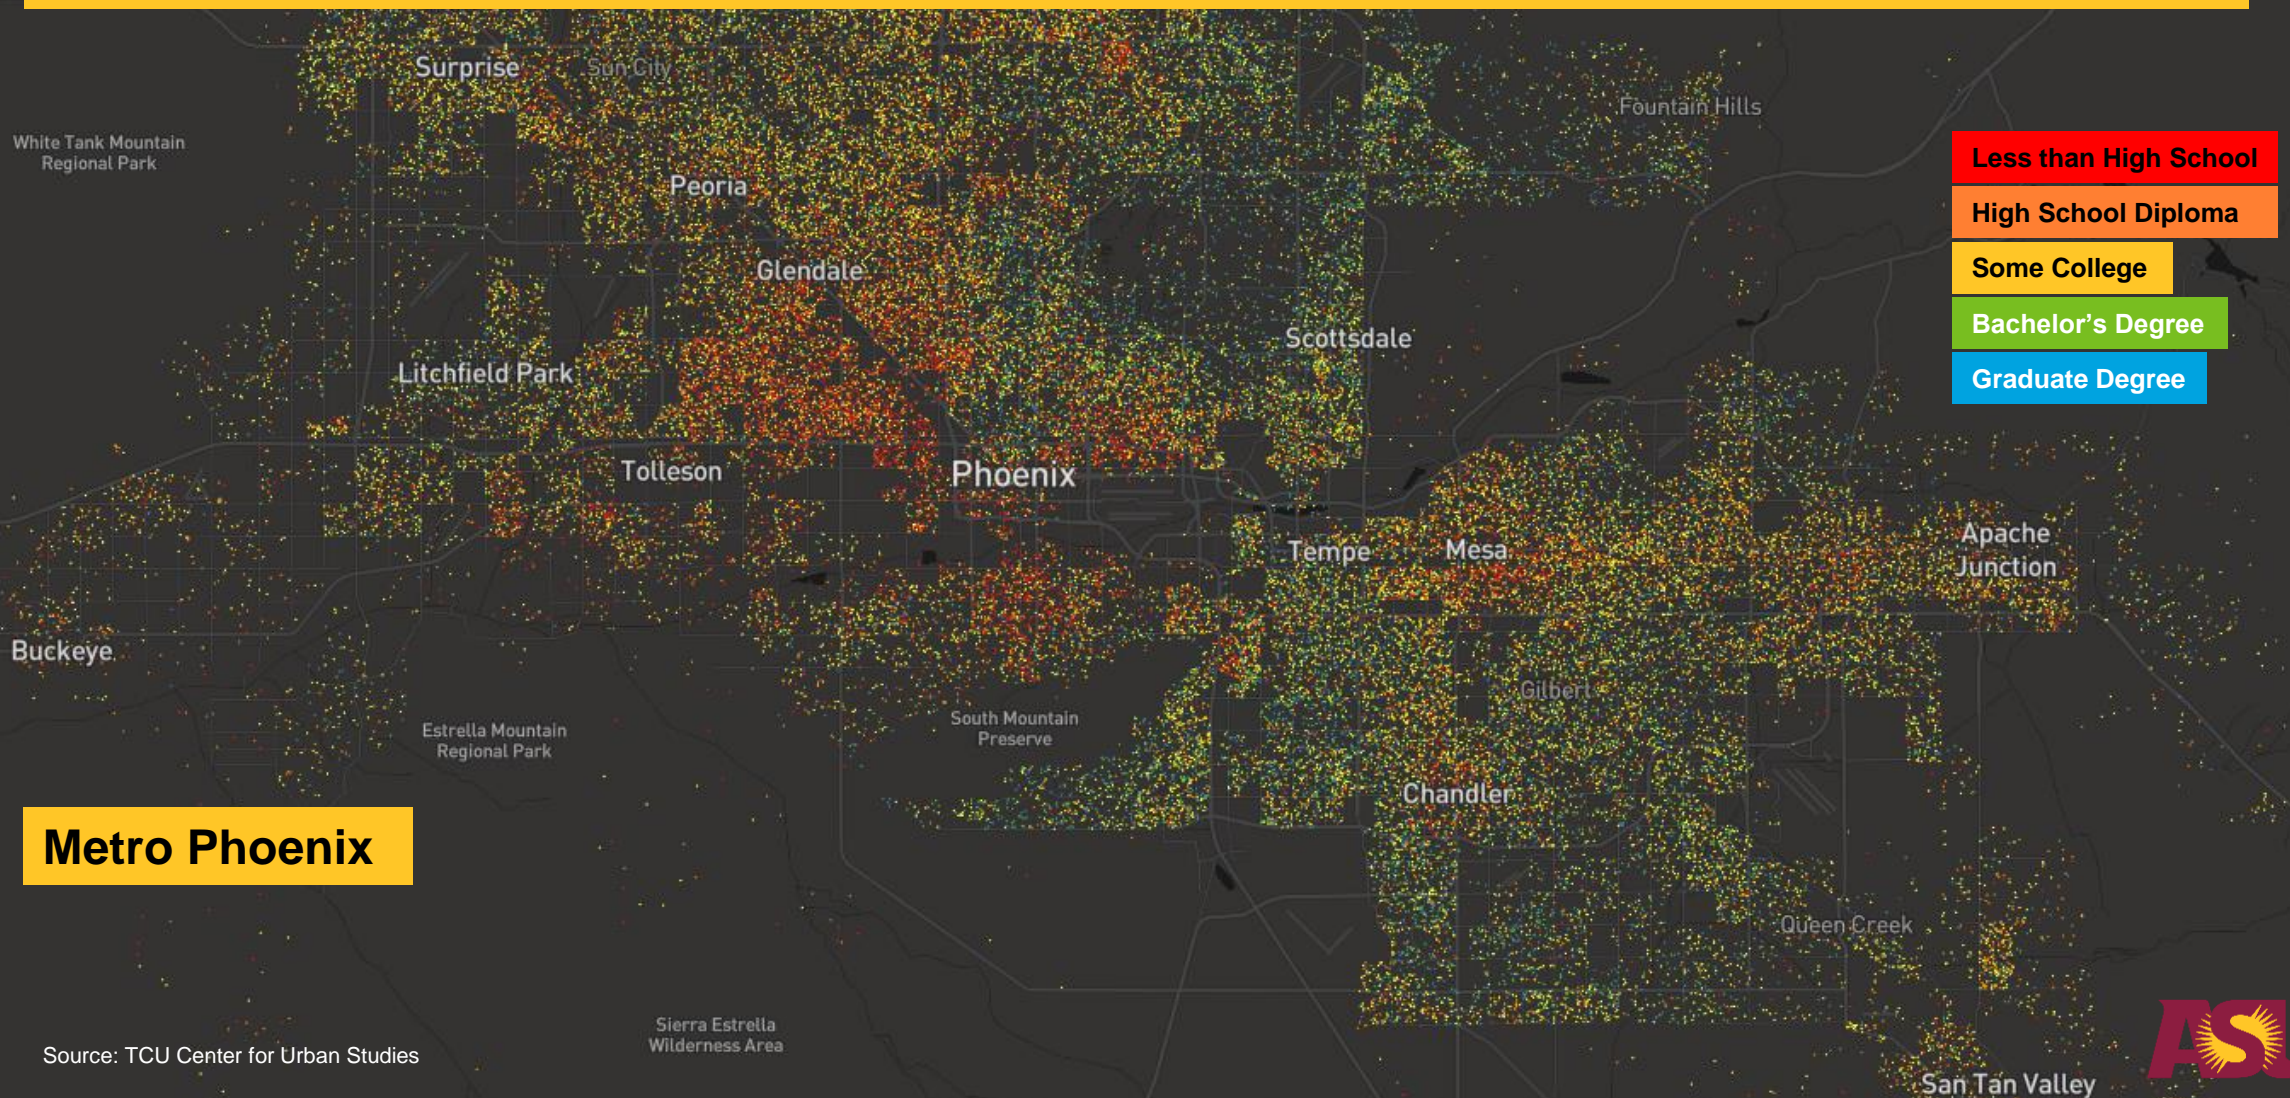 Surprise
Sun City
Fountain Hills
White Tank Mountain
Regional Park
Less than High School
Peoria
High School Diploma
Some College
Glendale
Bachelor's Degree
Scottsdale
Litchfield Park
Graduate Degree
Tolleson
Phoenix
Apache
Junction
Tempe
Mesa
Buckeye
Gilbert
South Mountain
Preserve
Estrella Mountain
Regional Park
Chandler
Metro Phoenix
Queen Creek
Sierra Estrella
Wilderness Area
Source: TCU Center for Urban Studies
ASU
San Tan Valley